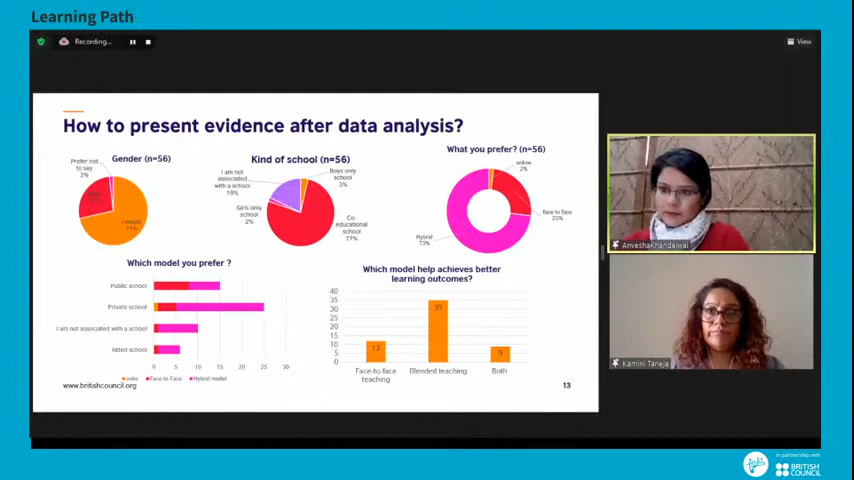 Learning Path
Recording...
View
How to present evidence after data analysis?
Gender (n=56)
Prefer not
to say
3%
Female
71%
Kind of school (n=56)
I am not
associated
with a school
18%
Boys only
school
3%
Girls only
school
2%
Co-
educational
school
77%
What you prefer? (n=56)
online
2%
face to face
25%
Hybrid
73%
Which model you prefer ?
Public school
Private school
I am not associated with a school
Aided school
0 5 10 15 20 25 30
Face to Face
Hybrid model
Which model help achieves better
learning outcomes?
40
35
30
25
20
15
10
5
0
12
35
9
Face-to-face
teaching
Blended teaching
Both
www.britishcouncil.org
13
AnveshaKhandelwal
Kamini Taneja
In partnership with
BRITISH
COUNCIL